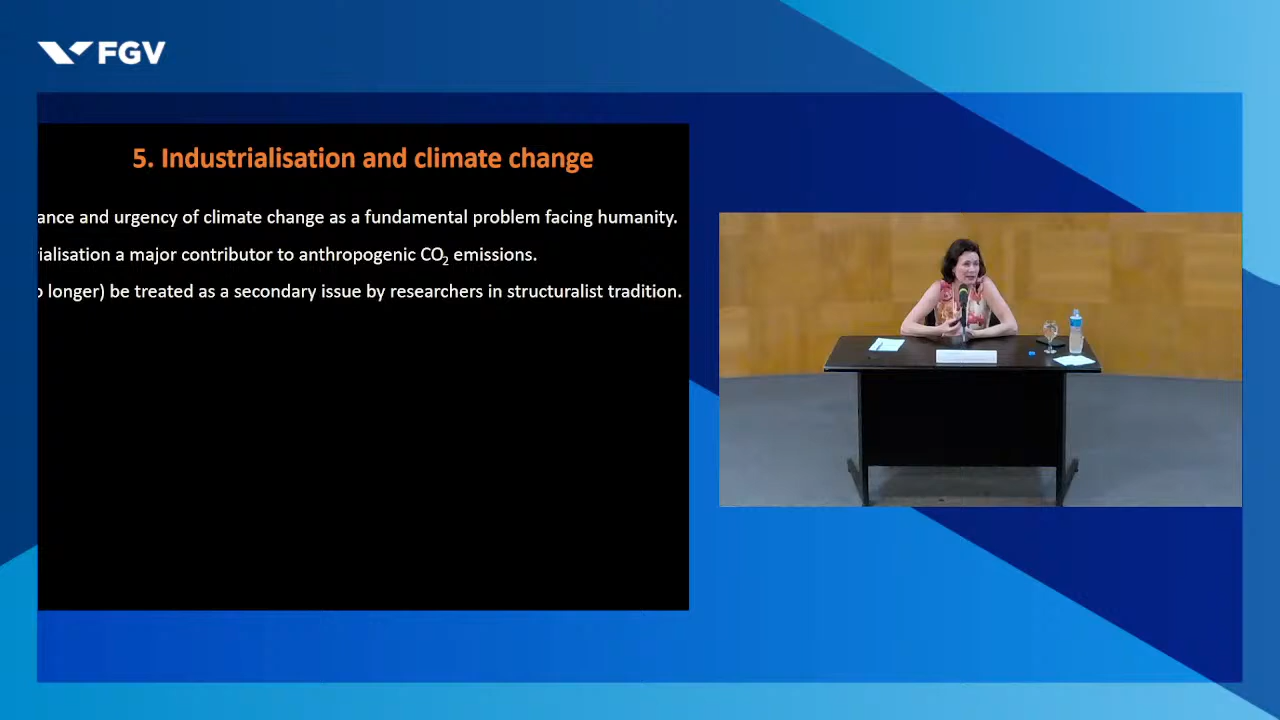 FGV
5. Industrialisation and climate change
ance and urgency of climate change as a fundamental problem facing humanity.
ialisation a major contributor to anthropogenic CO₂ emissions.
longer) be treated as a secondary issue by researchers in structuralist tradition.